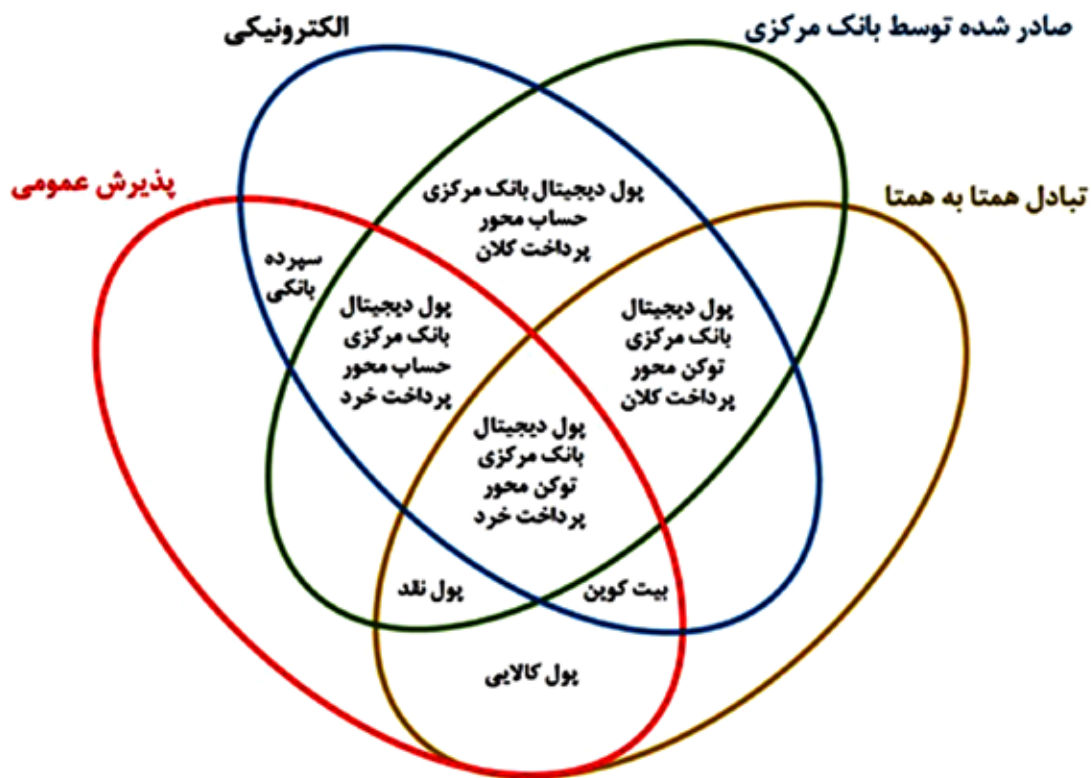 صادر شده توسط بانک مرکزی
الکترونیکی
تبادل همتا به همتا
پذیرش عمومی
پول دیجیتال بانک مرکزی
حساب محور
پرداخت کلان
سپرده
بانکی
پول دیجیتال
بانک مرکزی
توکن محور
پرداخت کلان
پول دیجیتال
بانک مرکزی
حساب محور
پرداخت خرد
پول دیجیتال
بانک مرکزی
توکن محور
پرداخت خرد
بیت کوین
پول نقد
پول کالایی